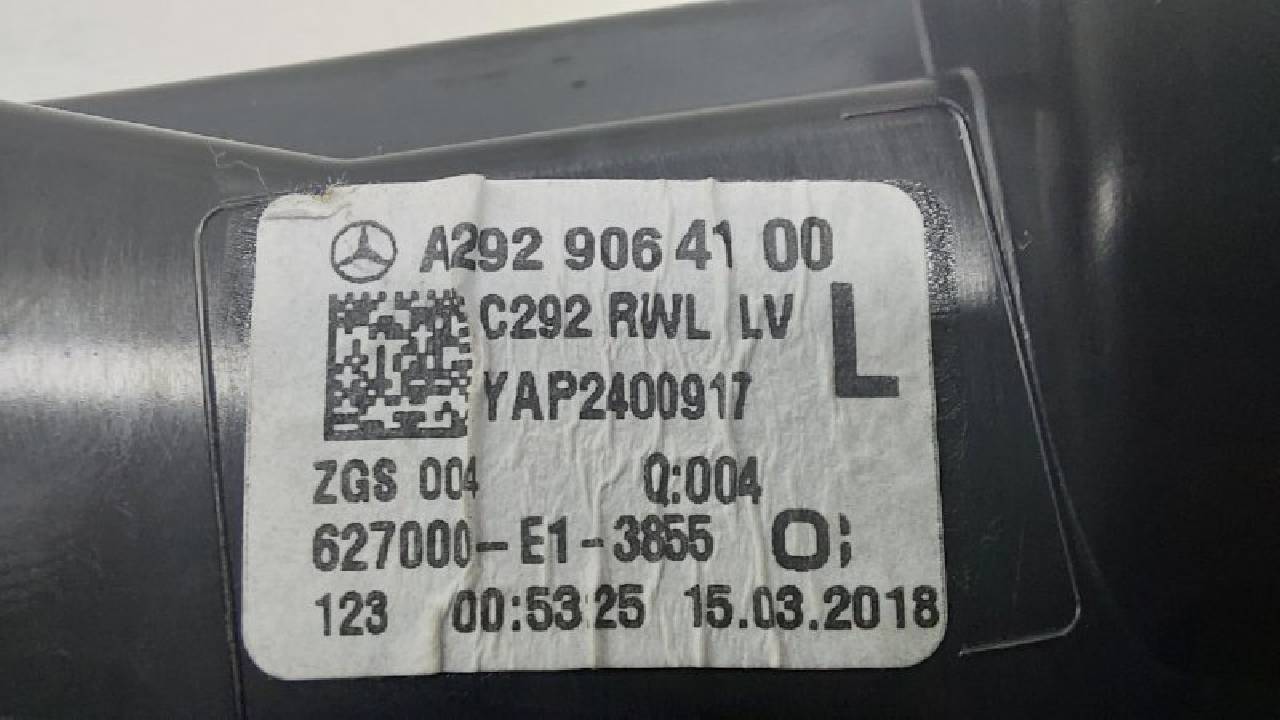 A292 906 41 00
C292 RWL LV L
YAP2400917
ZGS 004 Q:004
627000-E1-3855 O;
123 00:53:25 15.03.2018